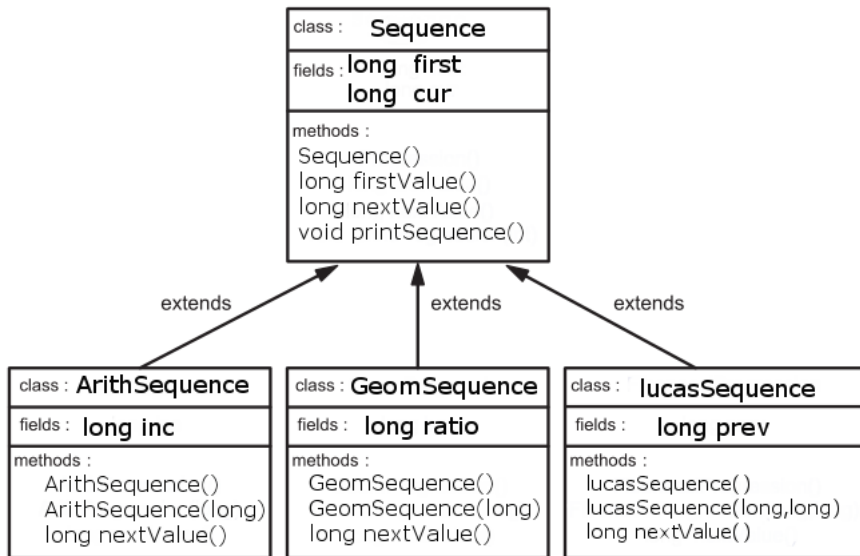 class : Sequence
fields : long first
long cur
methods :
Sequence()
long firstValue()
long nextValue()
void printSequence()
extends
extends
extends
class : ArithSequence
fields : long inc
methods :
ArithSequence()
ArithSequence(long)
long nextValue()
class : GeomSequence
fields : long ratio
methods :
GeomSequence()
GeomSequence(long)
long nextValue()
class : lucasSequence
fields : long prev
methods :
lucasSequence()
lucasSequence(long,long)
long nextValue()